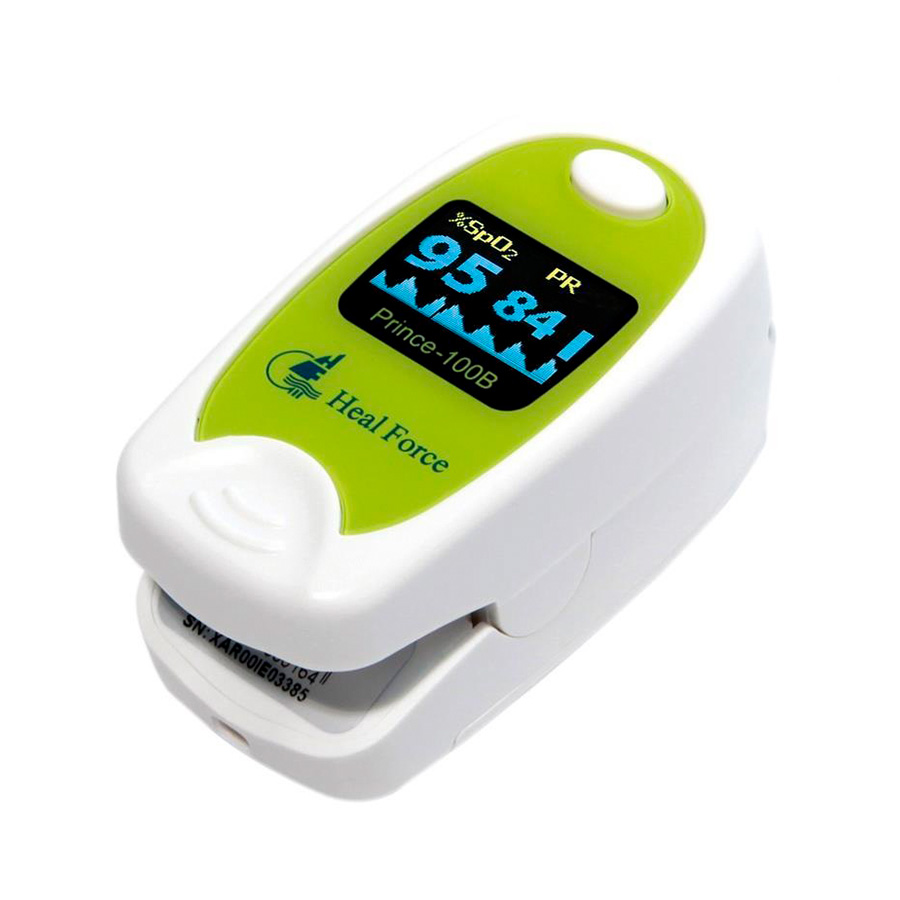 %SpO2
PR
95 84
Prince-100B
Heal Force
SN: XAR00IE03385